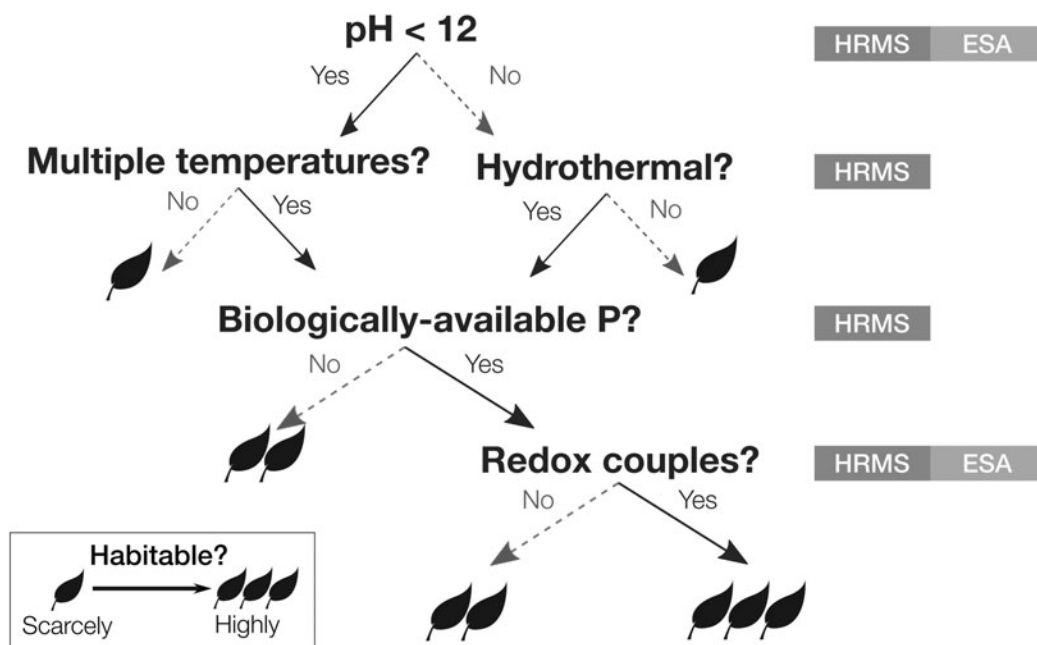 pH < 12
HRMS ESA
Yes No
Multiple temperatures? Hydrothermal?
HRMS
No Yes Yes No
Biologically-available P?
HRMS
No Yes
Redox couples?
HRMS ESA
No Yes
Habitable?
Scarcely Highly